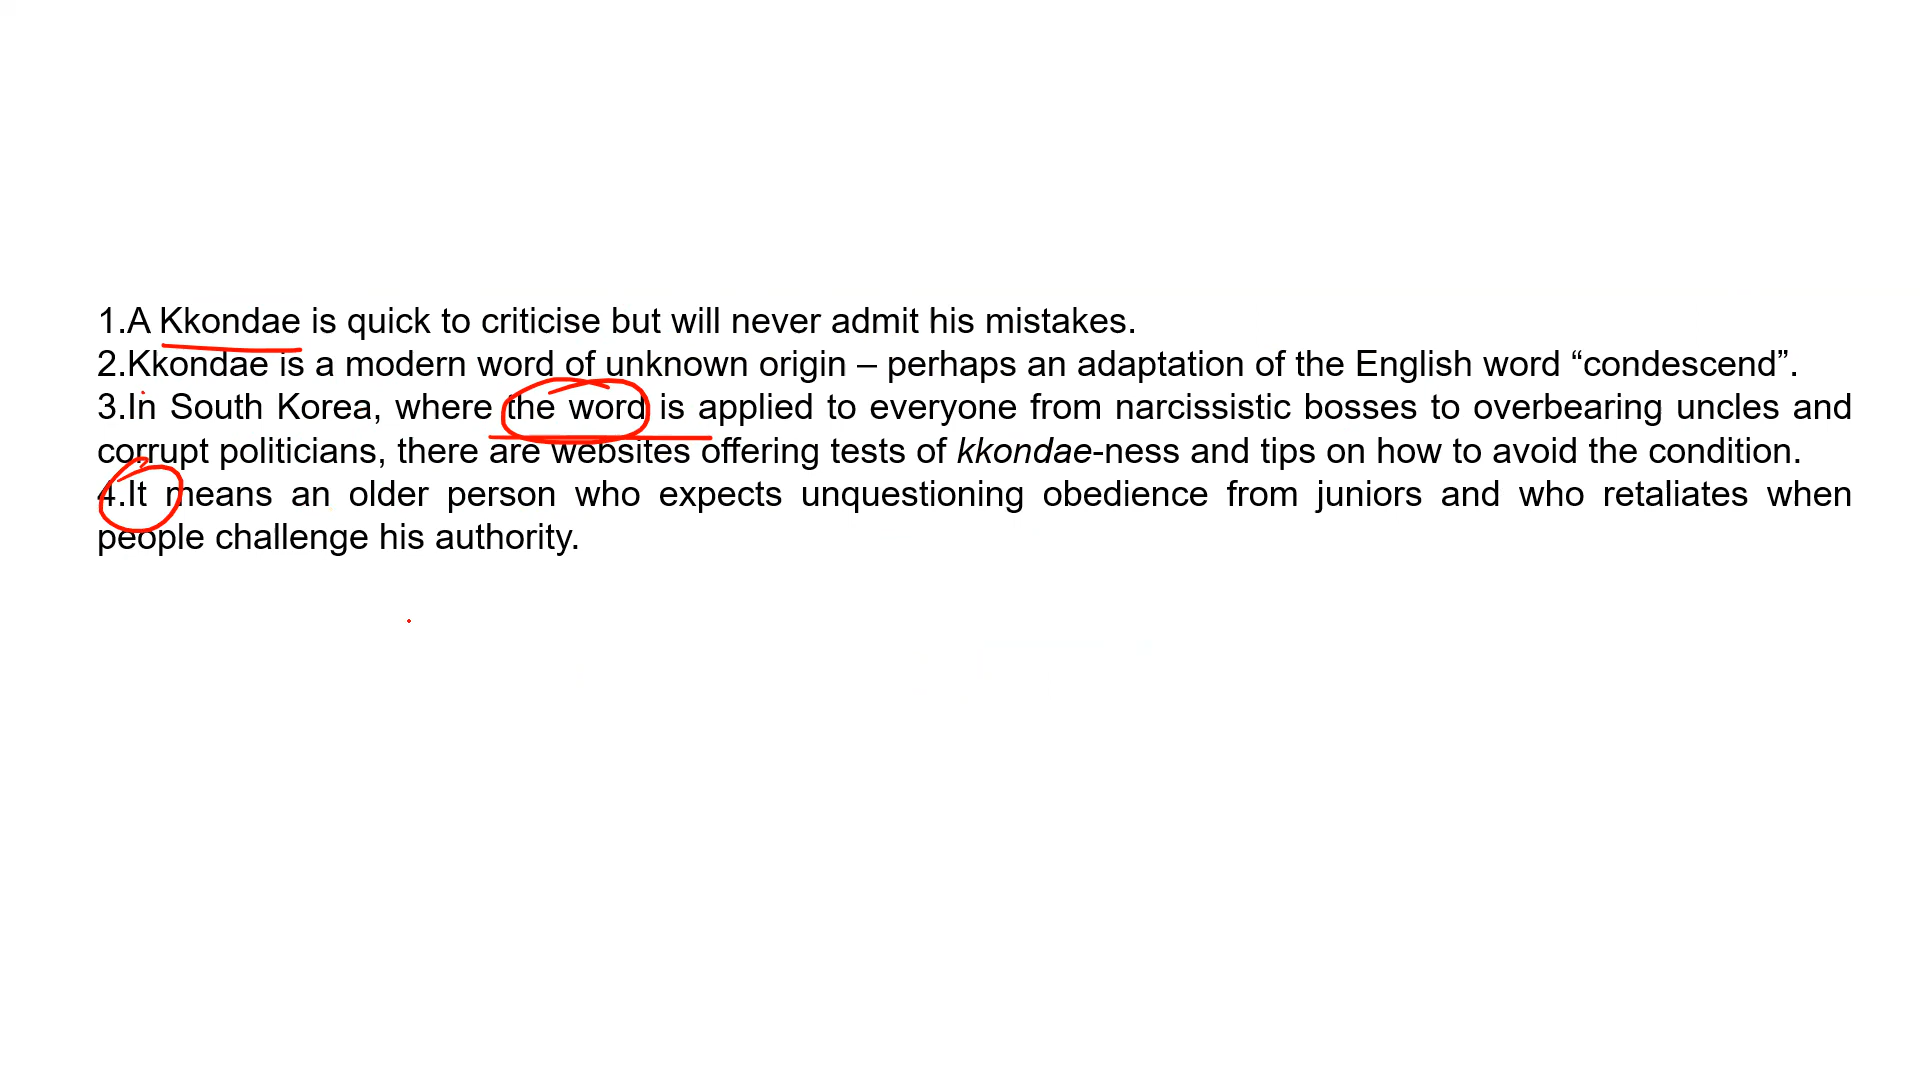 1.A Kkondae is quick to criticise but will never admit his mistakes.
2.Kkondae is a modern word of unknown origin – perhaps an adaptation of the English word “condescend”.
3.In South Korea, where the word is applied to everyone from narcissistic bosses to overbearing uncles and
corrupt politicians, there are websites offering tests of kkondae-ness and tips on how to avoid the condition.
4.It means an older person who expects unquestioning obedience from juniors and who retaliates when
people challenge his authority.